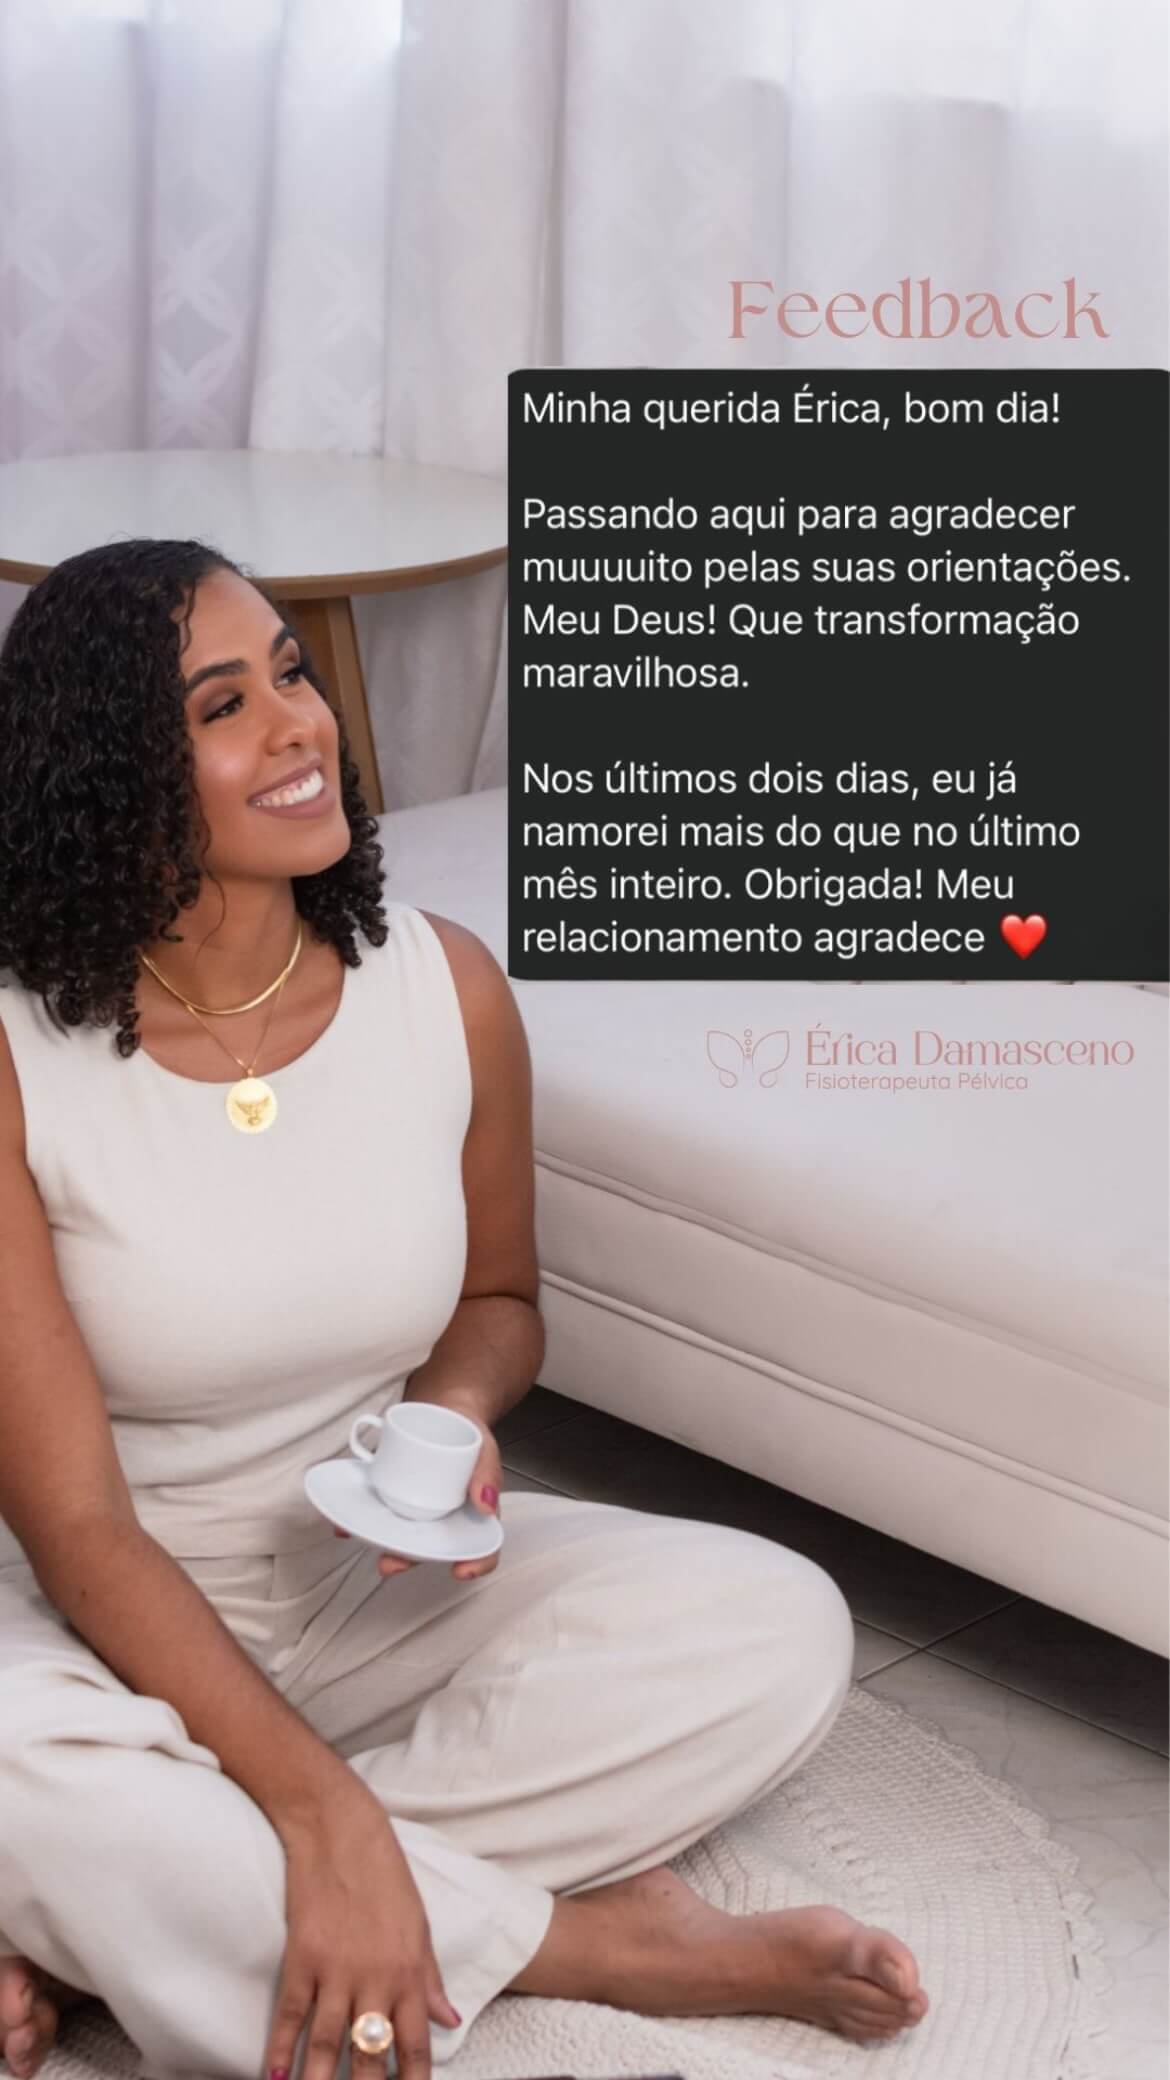 Feedback
Minha querida Érica, bom dia!
Passando aqui para agradecer
muuuuito pelas suas orientações.
Meu Deus! Que transformação
maravilhosa.
Nos últimos dois dias, eu já
namorei mais do que no último
mês inteiro. Obrigada! Meu
relacionamento agradece ❤️
Érica Damasceno
Fisioterapeuta Pélvica